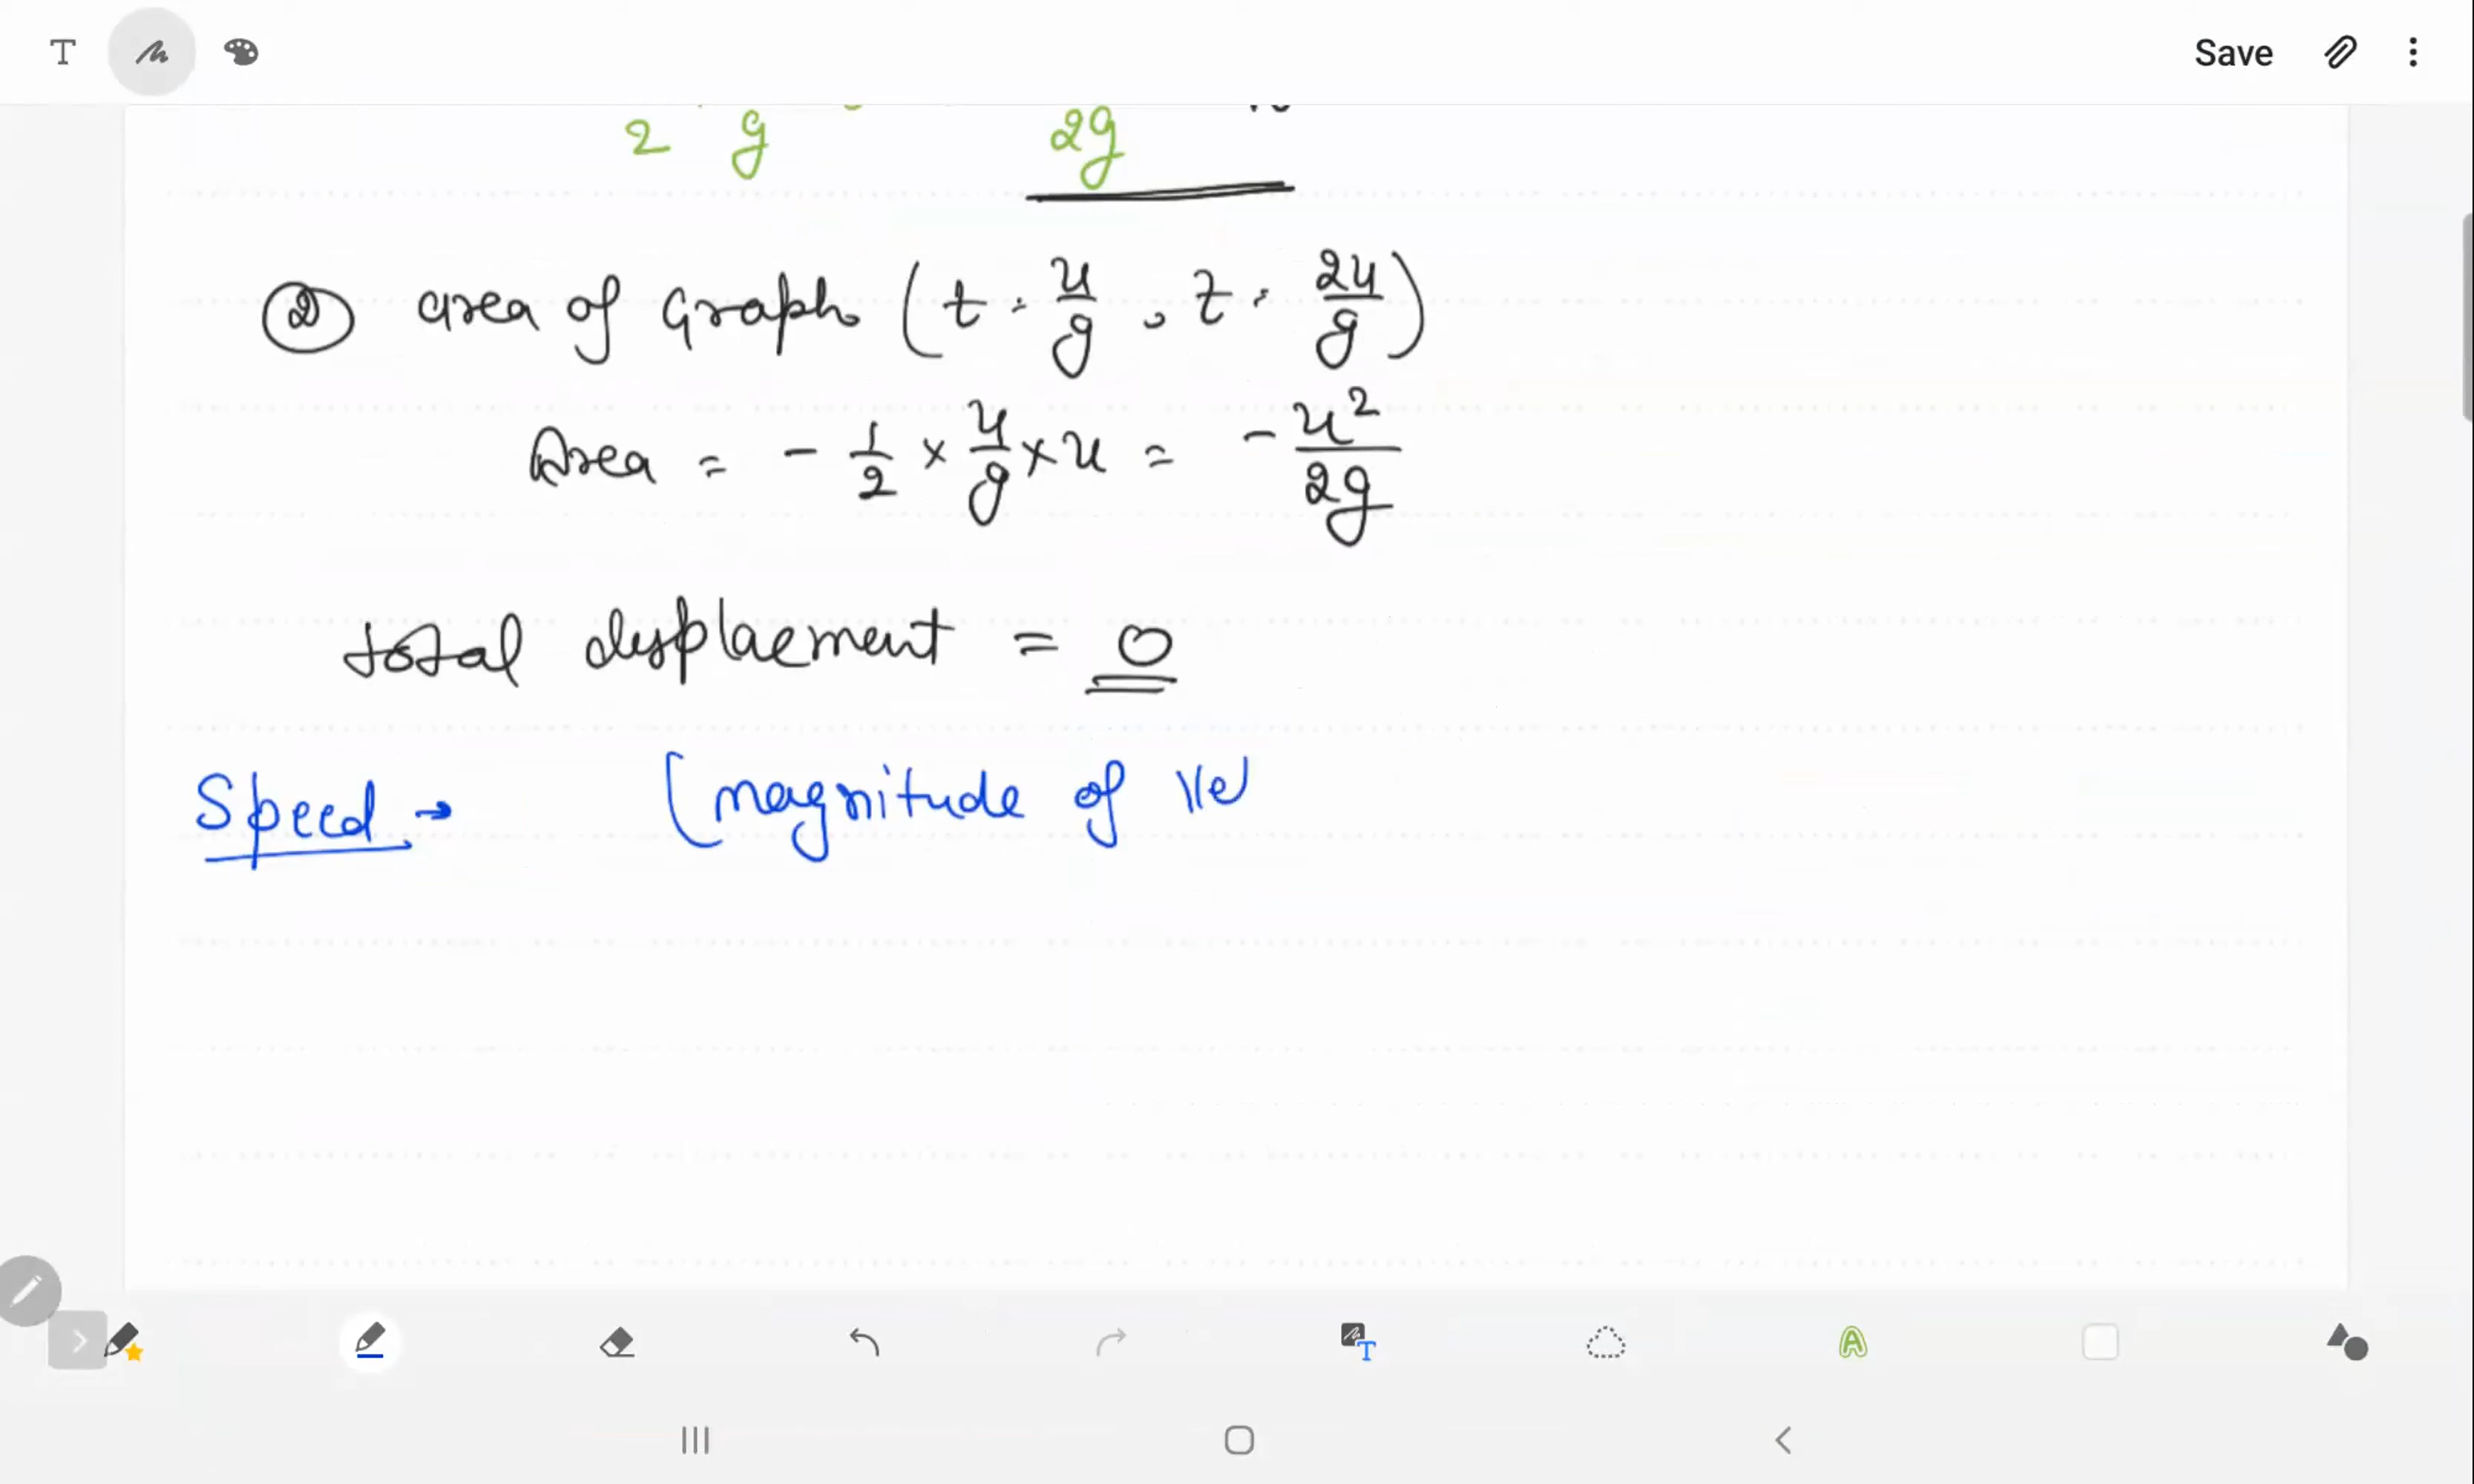 T Save
2 g 2g
② area of Graph (t = u/g, t = 2u/g)
Area = - 1/2 × u/g × u = - u²/2g
total displaement = 0
Speed → (magnitude of Vel
T A